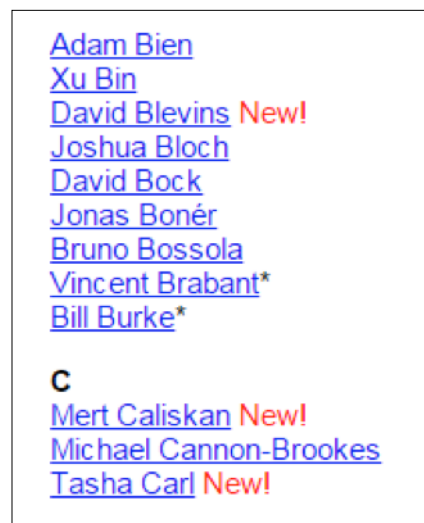 Adam Bien
Xu Bin
David Blevins New!
Joshua Bloch
David Bock
Jonas Bonér
Bruno Bossola
Vincent Brabant*
Bill Burke*
C
Mert Caliskan New!
Michael Cannon-Brookes
Tasha Carl New!